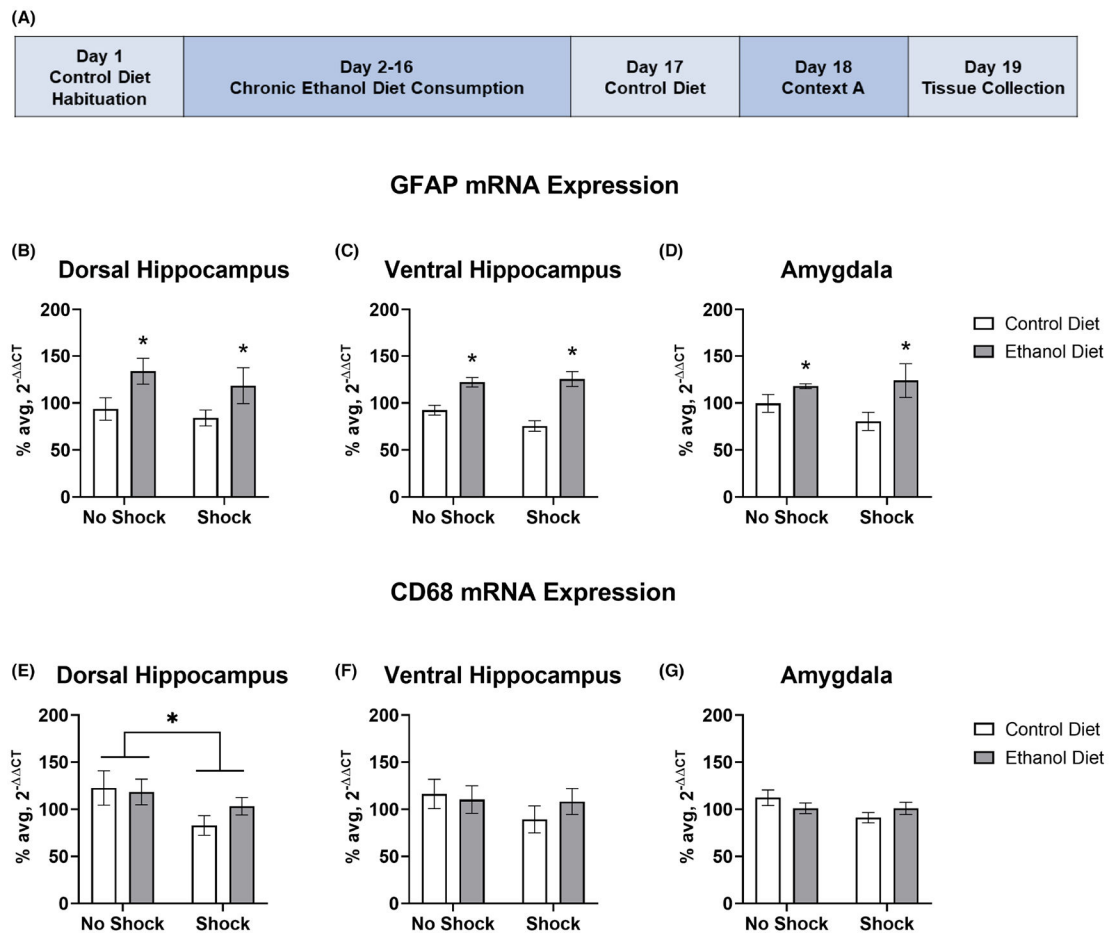 (A)
Day 1
Control Diet
Habituation
Day 2-16
Chronic Ethanol Diet Consumption
Day 17
Control Diet
Day 18
Context A
Day 19
Tissue Collection
GFAP mRNA Expression
(B)
Dorsal Hippocampus
% avg, 2^-ΔΔCT
200
150
100
50
0
*
*
No Shock
Shock
(C)
Ventral Hippocampus
% avg, 2^-ΔΔCT
200
150
100
50
0
*
*
No Shock
Shock
(D)
Amygdala
% avg, 2^-ΔΔCT
200
150
100
50
0
*
*
No Shock
Shock
Control Diet
Ethanol Diet
CD68 mRNA Expression
(E)
Dorsal Hippocampus
% avg, 2^-ΔΔCT
200
150
100
50
0
*
No Shock
Shock
(F)
Ventral Hippocampus
% avg, 2^-ΔΔCT
200
150
100
50
0
No Shock
Shock
(G)
Amygdala
% avg, 2^-ΔΔCT
200
150
100
50
0
No Shock
Shock
Control Diet
Ethanol Diet